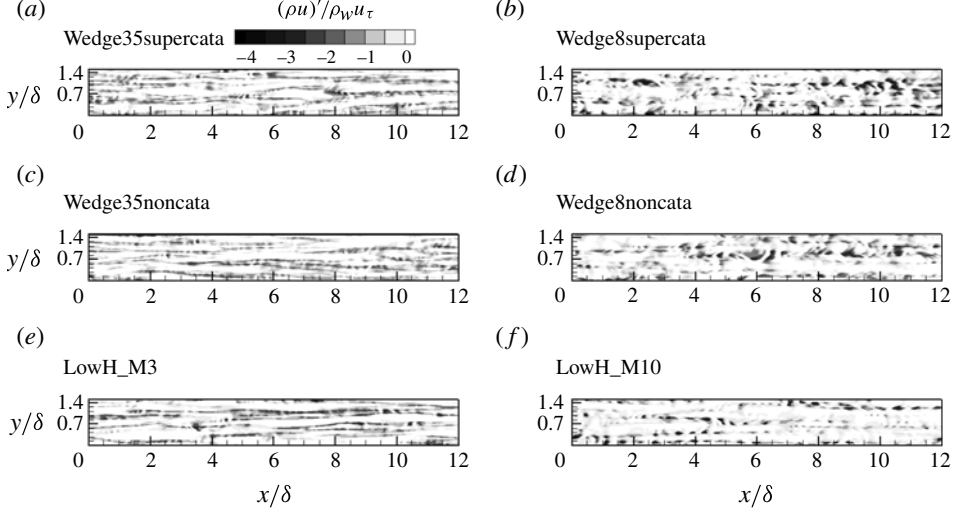 (a) (ρu)′/ρ_w u_τ (b)
Wedge35supercata Wedge8supercata
–4 –3 –2 –1 0
1.4 1.4
y/δ 0.7 0.7
0 2 4 6 8 10 12 0 2 4 6 8 10 12
(c) (d)
Wedge35noncata Wedge8noncata
1.4 1.4
y/δ 0.7 0.7
0 2 4 6 8 10 12 0 2 4 6 8 10 12
(e) (f)
LowH_M3 LowH_M10
1.4 1.4
y/δ 0.7 0.7
0 2 4 6 8 10 12 0 2 4 6 8 10 12
x/δ x/δ